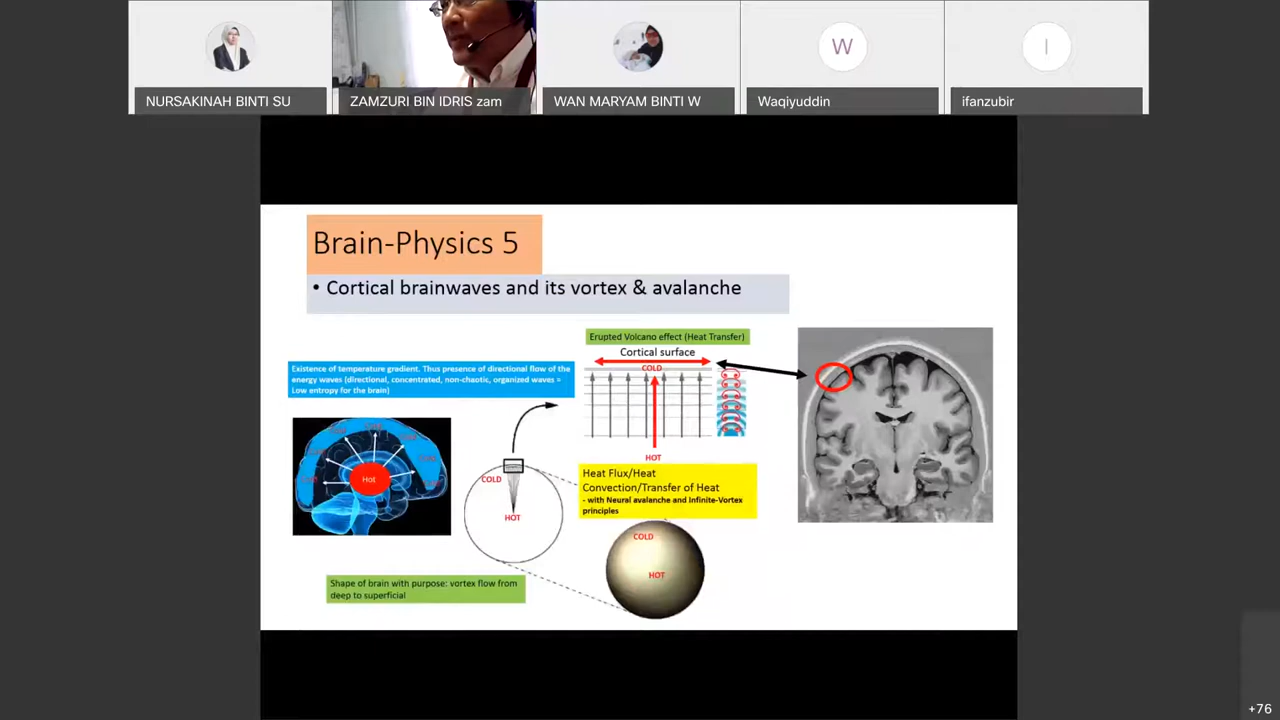 NURSAKINAH BINTI SU
ZAMZURI BIN IDRIS zam
WAN MARYAM BINTI W
W
Waqiyuddin
I
ifanzubir
Brain-Physics 5
• Cortical brainwaves and its vortex & avalanche
Existence of temperature gradient. Thus presence of directional flow of the
energy waves (directional, concentrated, non-chaotic, organized waves =
Low entropy for the brain)
Hot
Erupted Volcano effect (Heat Transfer)
Cortical surface
COLD
HOT
COLD
HOT
Heat Flux/Heat
Convection/Transfer of Heat
- with Neural avalanche and Infinite-Vortex
principles
COLD
HOT
Shape of brain with purpose: vortex flow from
deep to superficial
+76